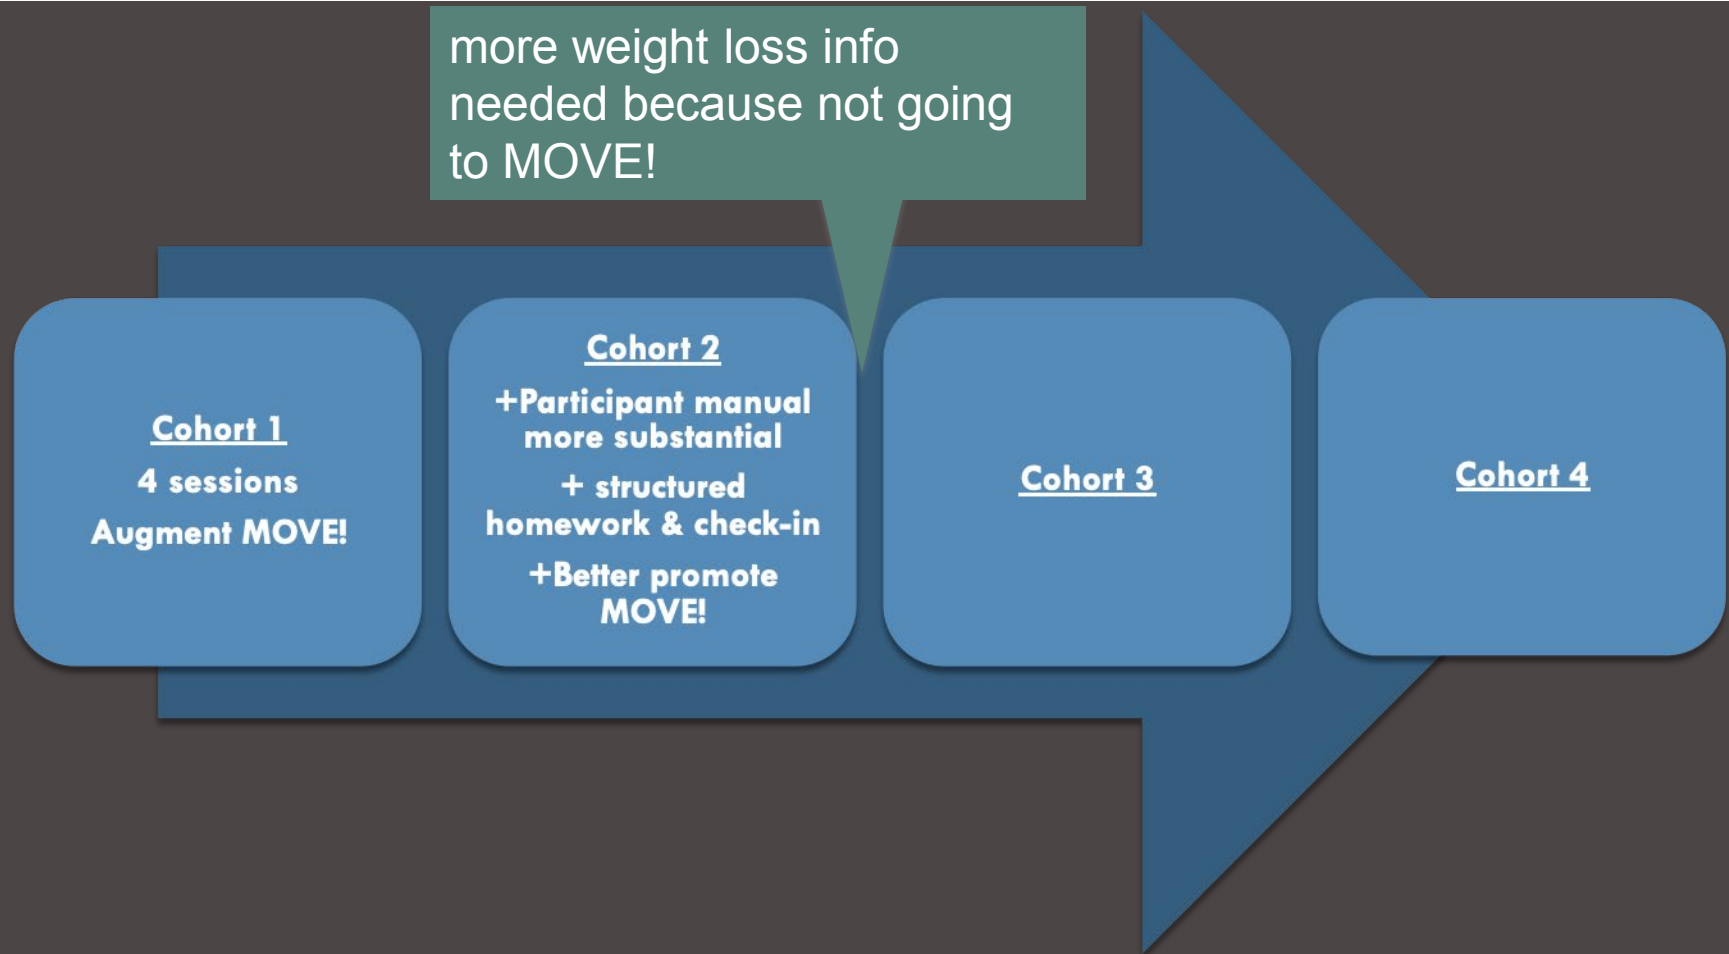 more weight loss info
needed because not going
to MOVE!
Cohort 1
4 sessions
Augment MOVE!
Cohort 2
+Participant manual
more substantial
+ structured
homework & check-in
+Better promote
MOVE!
Cohort 3
Cohort 4